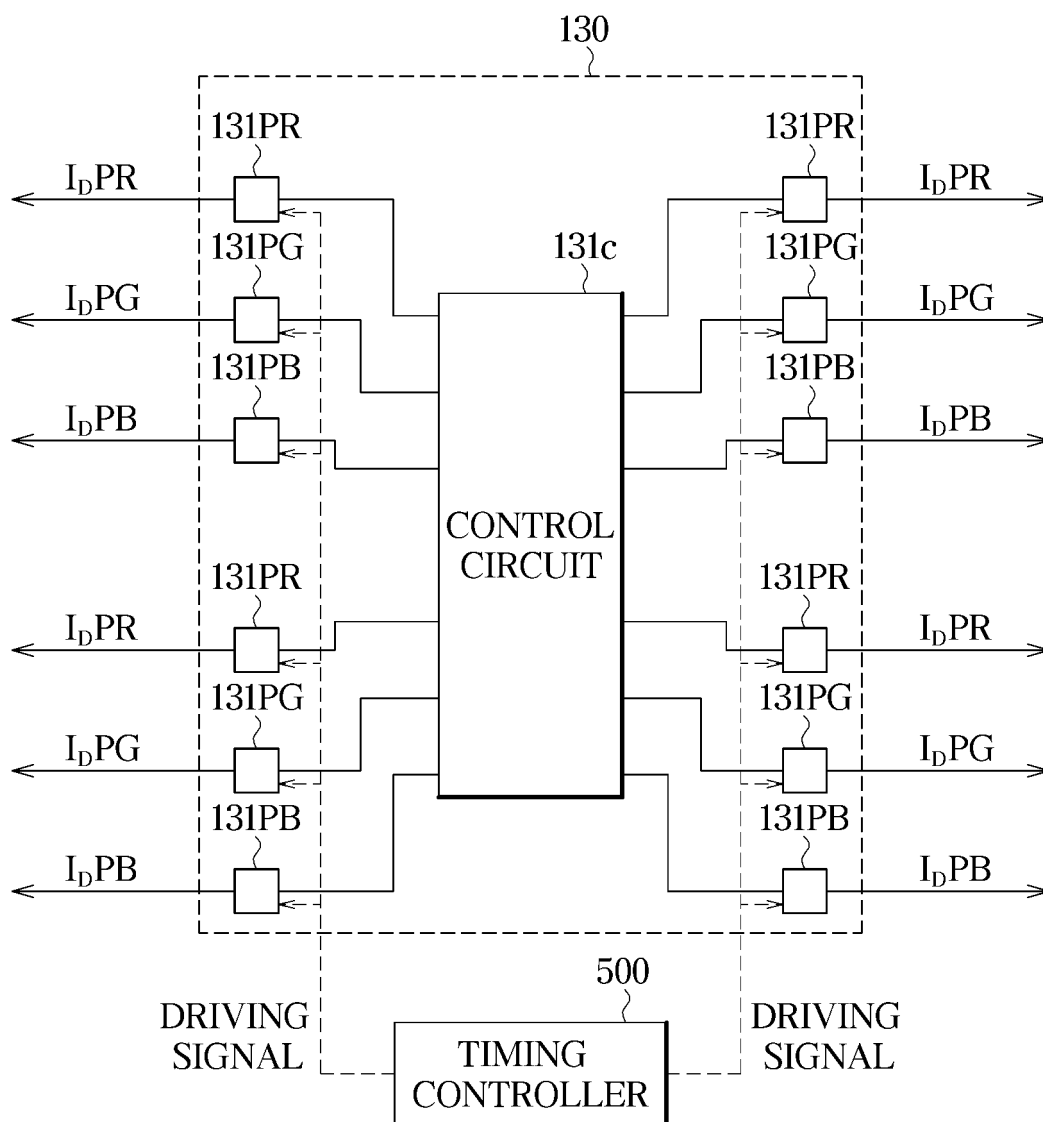 130
131PR 131PR
I_DPR I_DPR
131PG 131c 131PG
I_DPG I_DPG
131PB 131PB
I_DPB I_DPB
CONTROL
CIRCUIT
131PR 131PR
I_DPR I_DPR
131PG 131PG
I_DPG I_DPG
131PB 131PB
I_DPB I_DPB
500
DRIVING
SIGNAL
TIMING
CONTROLLER
DRIVING
SIGNAL